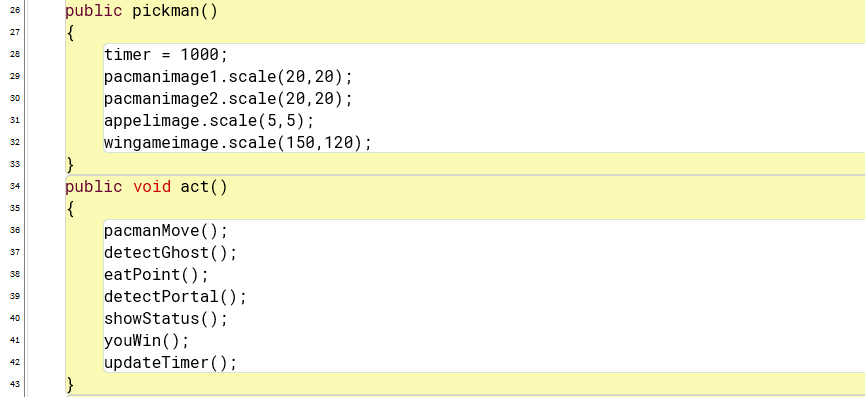 26 public pickman()
27 {
28 timer = 1000;
29 pacmanimage1.scale(20,20);
30 pacmanimage2.scale(20,20);
31 appelimage.scale(5,5);
32 wingameimage.scale(150,120);
33 }
34 public void act()
35 {
36 pacmanMove();
37 detectGhost();
38 eatPoint();
39 detectPortal();
40 showStatus();
41 youWin();
42 updateTimer();
43 }